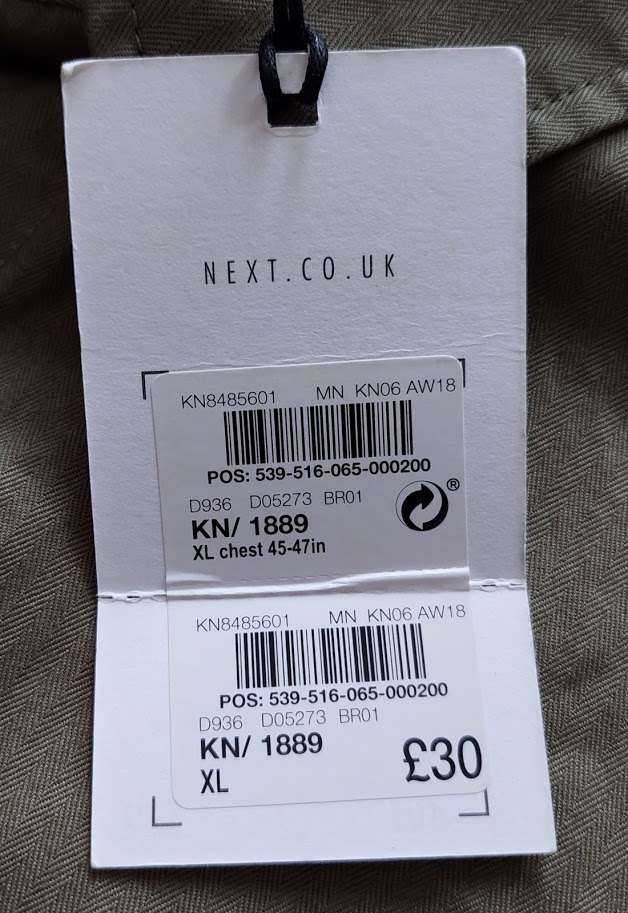 NEXT.CO.UK
KN8485601 MN KN06 AW18
POS: 539-516-065-000200
D936 D05273 BR01
®
KN/ 1889
XL chest 45-47in
KN8485601 MN KN06 AW18
POS: 539-516-065-000200
D936 D05273 BR01
KN/ 1889
XL
£30